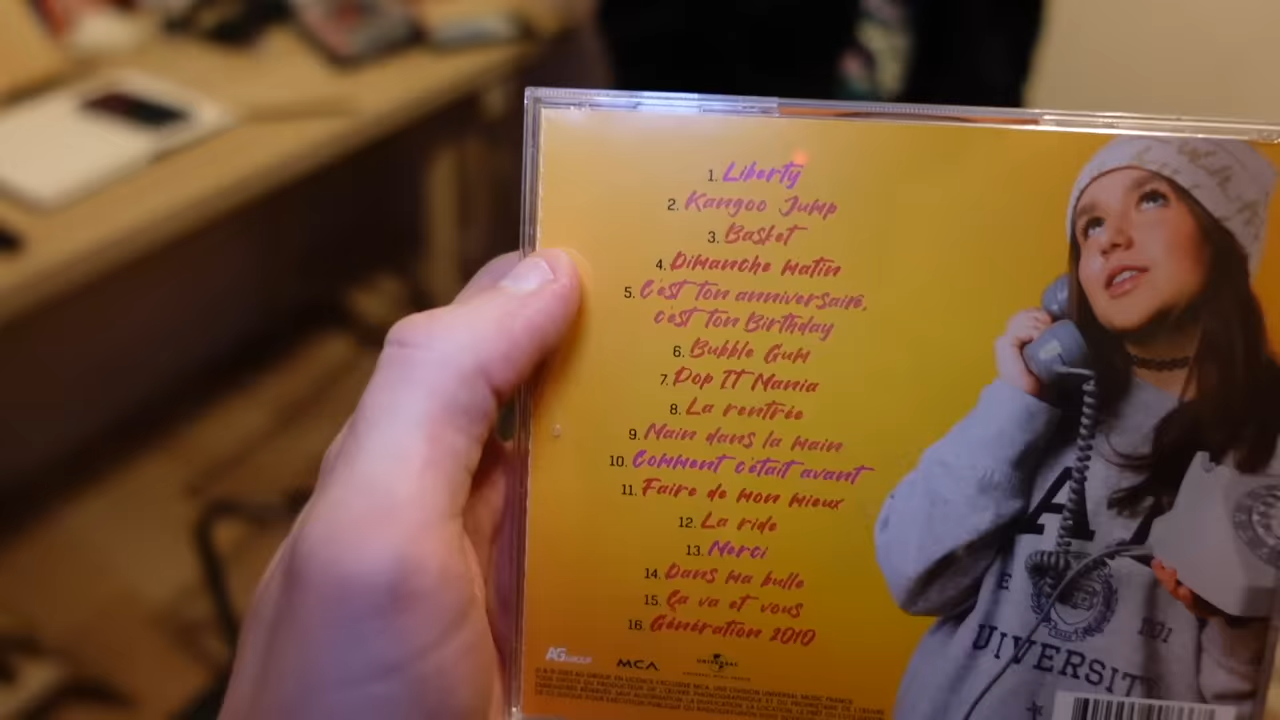 1. Liberty
2. Kangoo Jump
3. Basket
4. Dimanche matin
5. C'est ton anniversaire,
c'est ton Birthday
6. Bubble Gum
7. Pop IT Mania
8. La rentrée
9. Main dans la main
10. Comment c'était avant
11. Faire de mon mieux
12. La ride
13. Merci
14. Dans ma bulle
15. Ça va et vous
16. Génération 2010
AG GROUP MCA UNIVERSAL
A
UIVERSIT